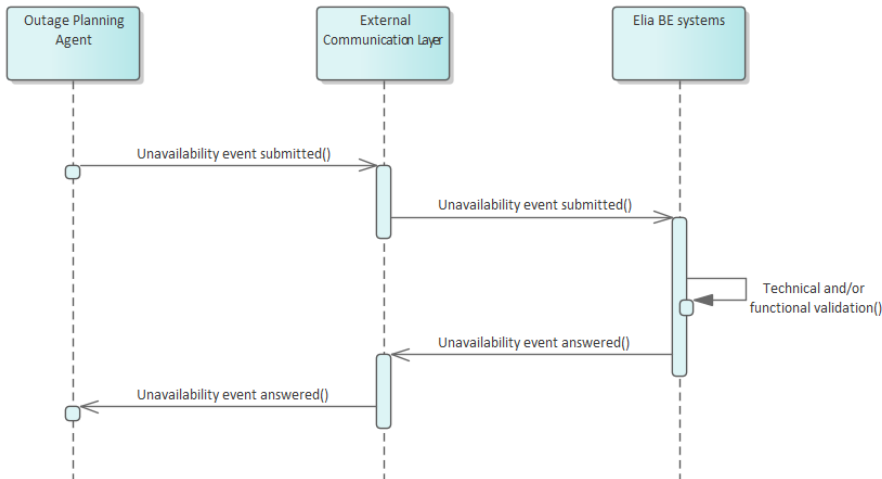 Outage Planning
Agent
External
Communication Layer
Elia BE systems
Unavailability event submitted()
Unavailability event submitted()
Technical and/or
functional validation()
Unavailability event answered()
Unavailability event answered()